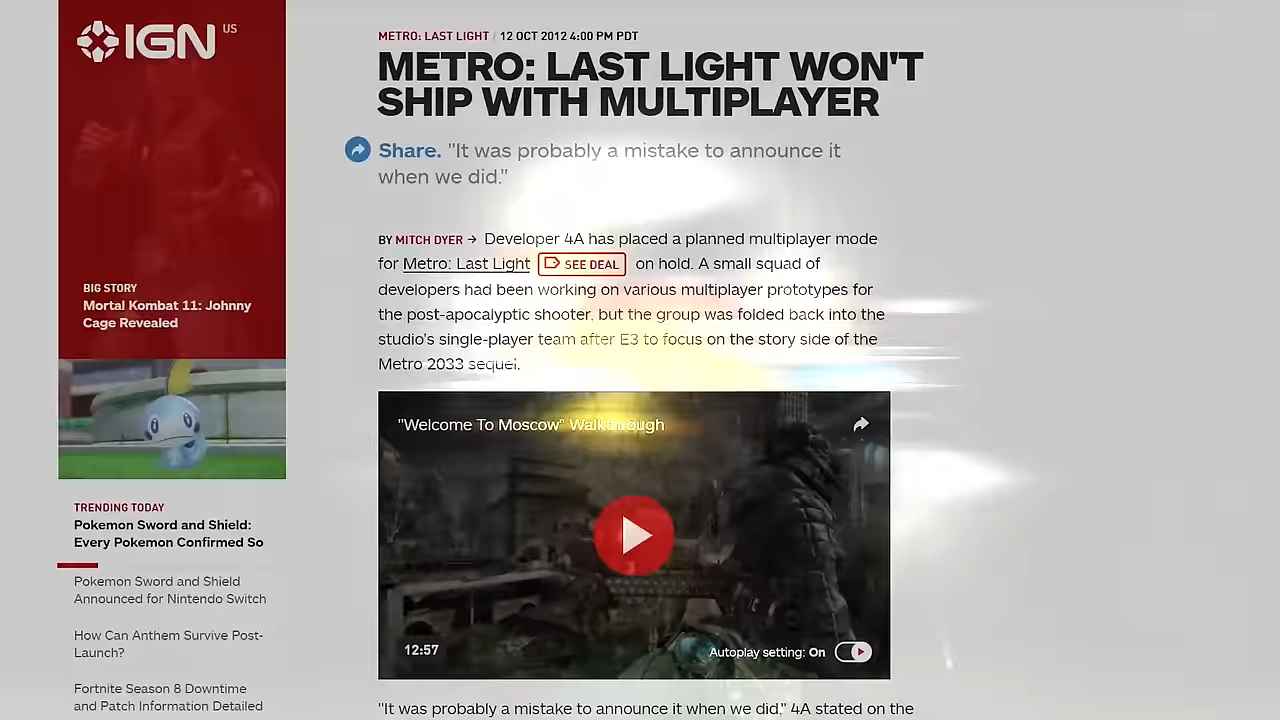 IGN US
BIG STORY
Mortal Kombat 11: Johnny
Cage Revealed
TRENDING TODAY
Pokemon Sword and Shield:
Every Pokemon Confirmed So
Pokemon Sword and Shield
Announced for Nintendo Switch
How Can Anthem Survive Post-
Launch?
Fortnite Season 8 Downtime
and Patch Information Detailed
METRO: LAST LIGHT / 12 OCT 2012 4:00 PM PDT
METRO: LAST LIGHT WON'T
SHIP WITH MULTIPLAYER
Share. "It was probably a mistake to announce it
when we did."
BY MITCH DYER → Developer 4A has placed a planned multiplayer mode
for Metro: Last Light SEE DEAL on hold. A small squad of
developers had been working on various multiplayer prototypes for
the post-apocalyptic shooter, but the group was folded back into the
studio's single-player team after E3 to focus on the story side of the
Metro 2033 sequel.
"Welcome To Moscow" Walkthrough
12:57
Autoplay setting: On
"It was probably a mistake to announce it when we did," 4A stated on the